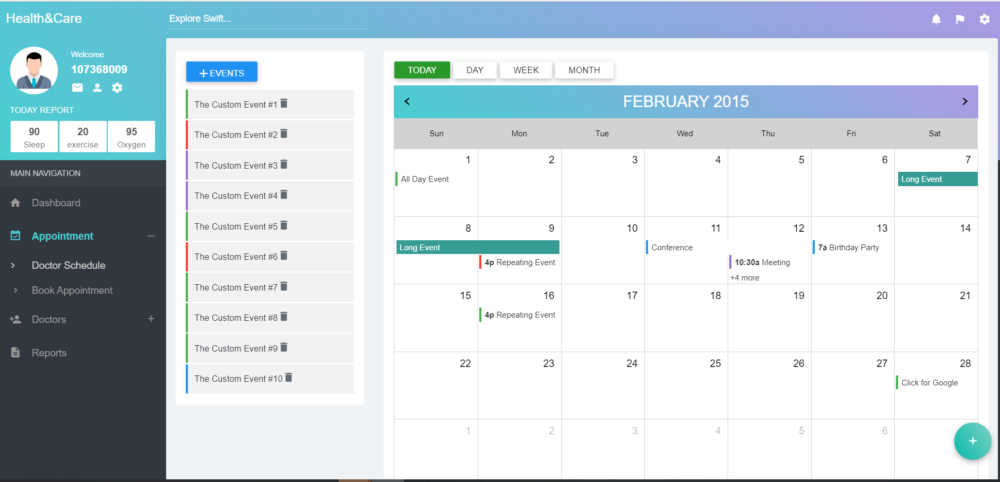 Health&Care
Explore Swift...
Welcome
107368009
TODAY REPORT
90
Sleep
20
exercise
95
Oxygen
MAIN NAVIGATION
Dashboard
Appointment
Doctor Schedule
Book Appointment
Doctors
Reports
+EVENTS
The Custom Event #1
The Custom Event #2
The Custom Event #3
The Custom Event #4
The Custom Event #5
The Custom Event #6
The Custom Event #7
The Custom Event #8
The Custom Event #9
The Custom Event #10
TODAY DAY WEEK MONTH
FEBRUARY 2015
Sun Mon Tue Wed Thu Fri Sat
1 2 3 4 5 6 7
All Day Event Long Event
8 9 10 11 12 13 14
Long Event Conference 7a Birthday Party
4p Repeating Event 10:30a Meeting
+4 more
15 16 17 18 19 20 21
4p Repeating Event
22 23 24 25 26 27 28
Click for Google
1 2 3 4 5 6
+